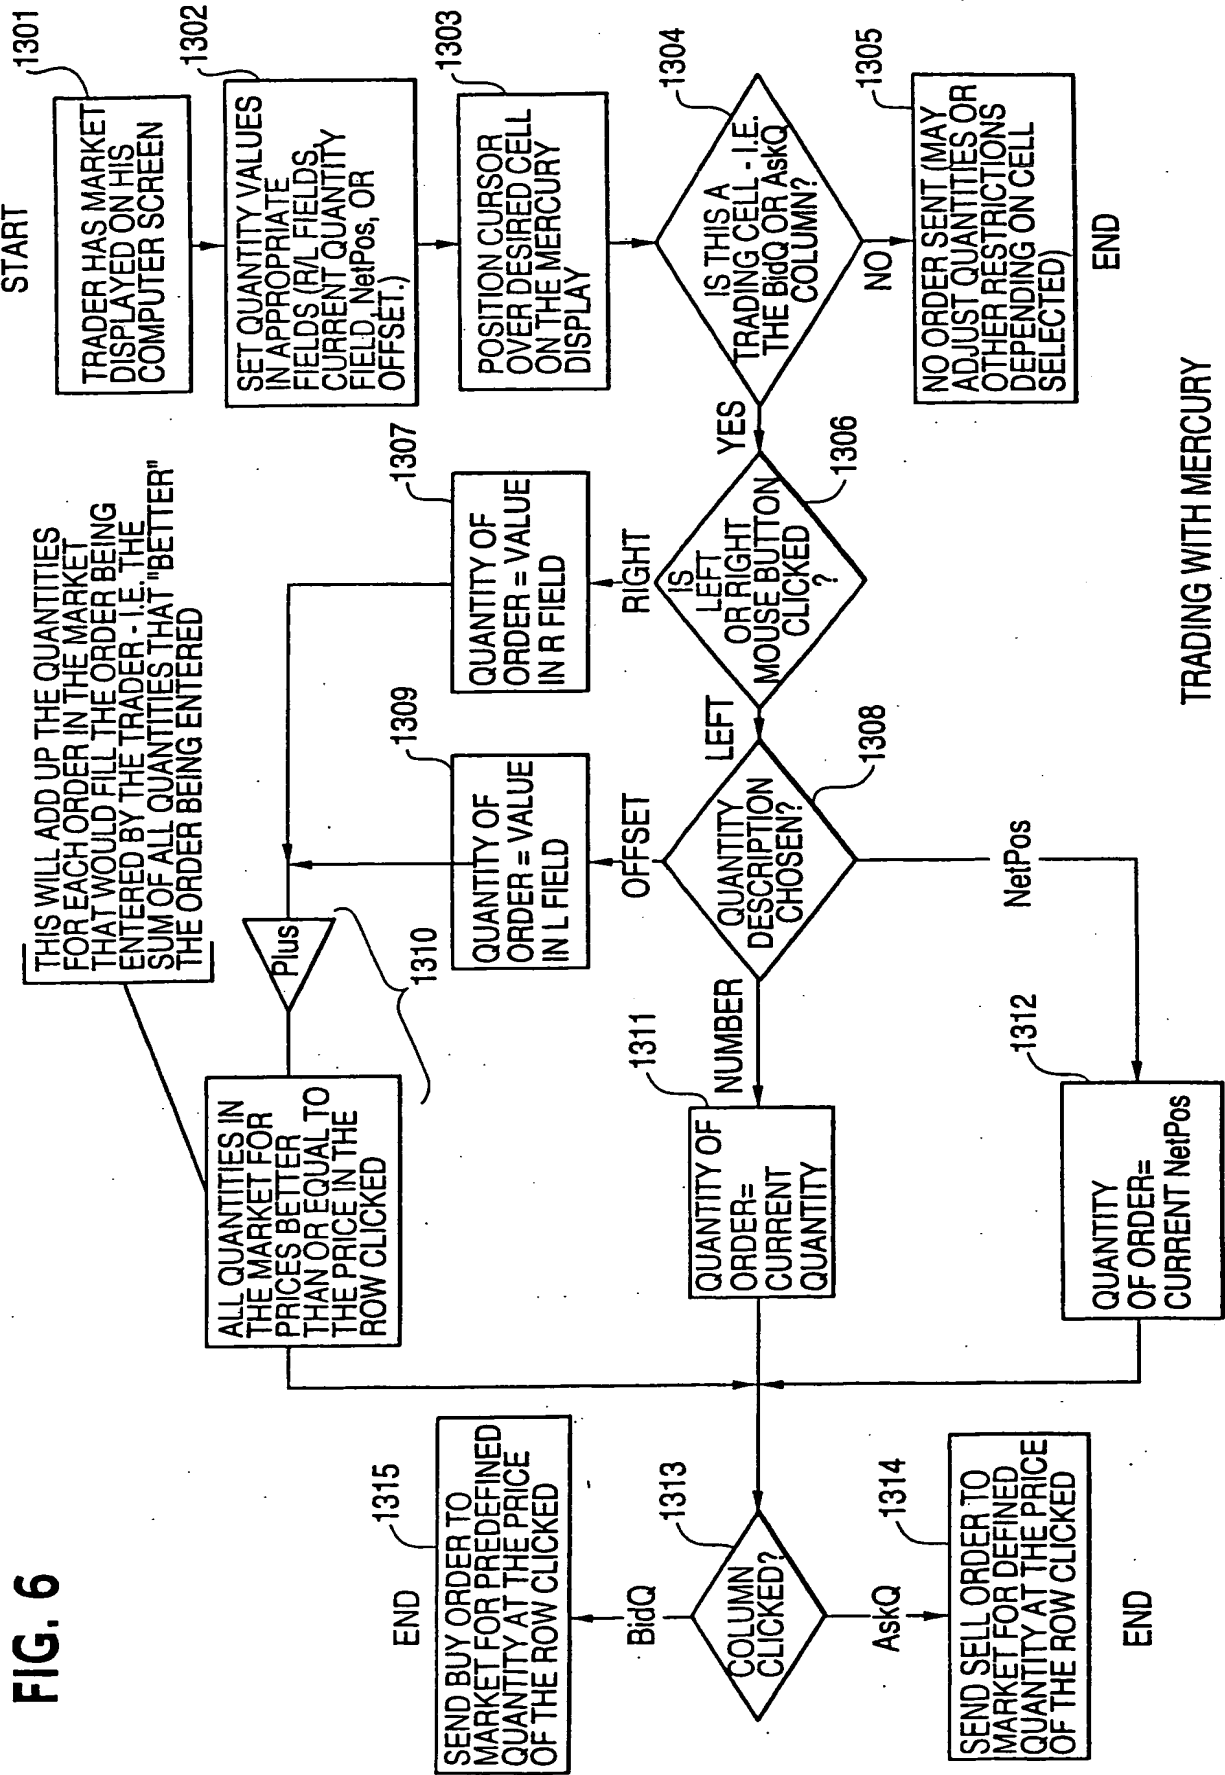 FIG. 6
START
1301
TRADER HAS MARKET
DISPLAYED ON HIS
COMPUTER SCREEN
1302
SET QUANTITY VALUES
IN APPROPRIATE
FIELDS (R/L FIELDS,
CURRENT QUANTITY
FIELD, NetPos, OR
OFFSET.)
1303
POSITION CURSOR
OVER DESIRED CELL
ON THE MERCURY
DISPLAY
1304
IS THIS A
TRADING CELL - I.E.
THE BidQ OR AskQ
COLUMN?
NO
1305
NO ORDER SENT (MAY
ADJUST QUANTITIES OR
OTHER RESTRICTIONS
DEPENDING ON CELL
SELECTED)
END
YES
1306
IS
LEFT
OR RIGHT
MOUSE BUTTON
CLICKED
?
RIGHT
1307
QUANTITY OF
ORDER = VALUE
IN R FIELD
LEFT
1308
QUANTITY
DESCRIPTION
CHOSEN?
OFFSET
1309
QUANTITY OF
ORDER = VALUE
IN L FIELD
Plus
1310
THIS WILL ADD UP THE QUANTITIES
FOR EACH ORDER IN THE MARKET
THAT WOULD FILL THE ORDER BEING
ENTERED BY THE TRADER - I.E. THE
SUM OF ALL QUANTITIES THAT "BETTER"
THE ORDER BEING ENTERED
ALL QUANTITIES IN
THE MARKET FOR
PRICES BETTER
THAN OR EQUAL TO
THE PRICE IN THE
ROW CLICKED
NUMBER
1311
QUANTITY OF
ORDER=
CURRENT
QUANTITY
NetPos
1312
QUANTITY
OF ORDER=
CURRENT NetPos
1313
COLUMN
CLICKED?
BidQ
1315
SEND BUY ORDER TO
MARKET FOR PREDEFINED
QUANTITY AT THE PRICE
OF THE ROW CLICKED
END
AskQ
1314
SEND SELL ORDER TO
MARKET FOR DEFINED
QUANTITY AT THE PRICE
OF THE ROW CLICKED
END
TRADING WITH MERCURY